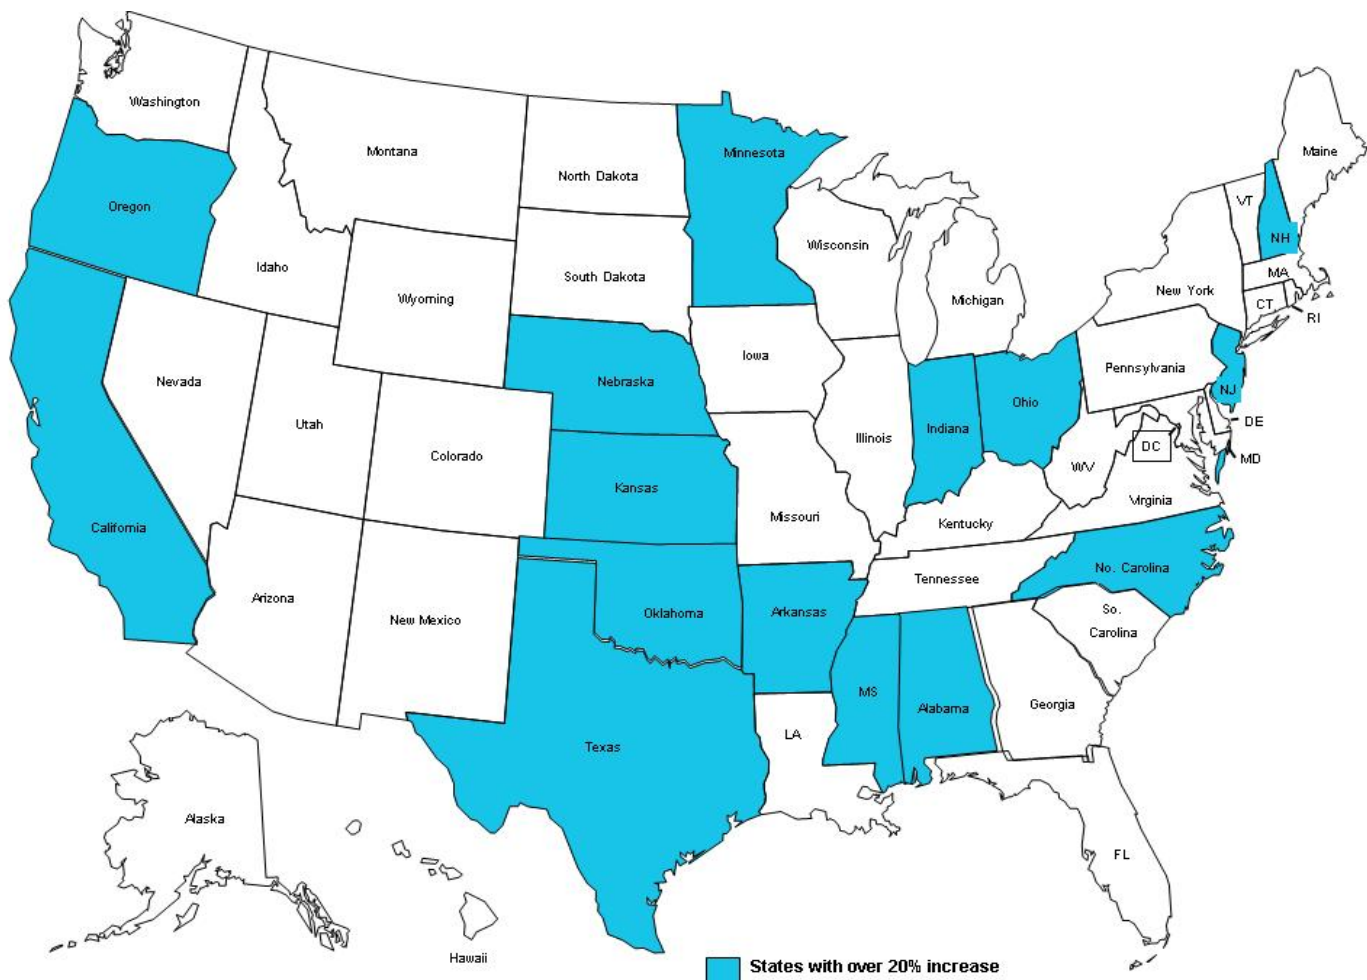 Washington
Montana
North Dakota
Minnesota
Maine
VT
Oregon
NH
Idaho
South Dakota
Wisconsin
MA
Wyoming
Michigan
New York
CT
RI
Iowa
Nevada
Nebraska
Pennsylvania
NJ
Ohio
Utah
Indiana
DE
Illinois
Colorado
DC
MD
WV
Kansas
Virginia
California
Missouri
Kentucky
No. Carolina
Tennessee
Arizona
New Mexico
Oklahoma
Arkansas
So.
Carolina
MS
Alabama
Georgia
LA
Texas
Alaska
FL
Hawaii
States with over 20% increase